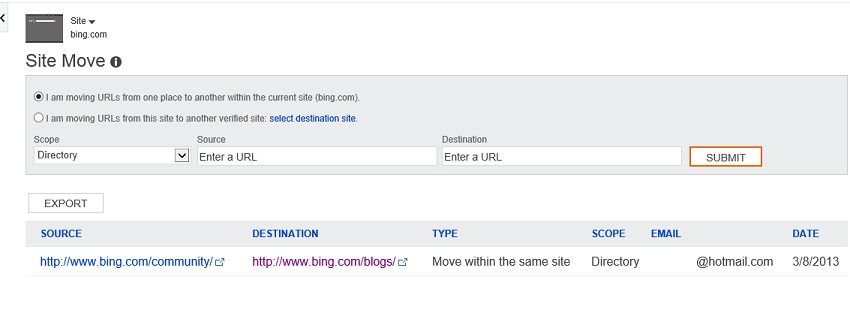 Site
bing.com
Site Move
I am moving URLs from one place to another within the current site (bing.com).
I am moving URLs from this site to another verified site: select destination site.
Scope Source Destination
Directory Enter a URL Enter a URL SUBMIT
EXPORT
SOURCE DESTINATION TYPE SCOPE EMAIL DATE
http://www.bing.com/community/ http://www.bing.com/blogs/ Move within the same site Directory @hotmail.com 3/8/2013